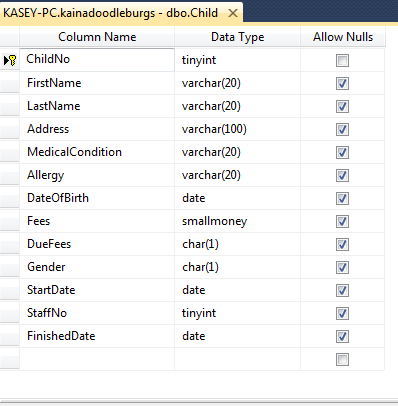 KASEY-PC.kainadoodleburgs - dbo.Child
Column Name Data Type Allow Nulls
ChildNo tinyint
FirstName varchar(20)
LastName varchar(20)
Address varchar(100)
MedicalCondition varchar(20)
Allergy varchar(20)
DateOfBirth date
Fees smallmoney
DueFees char(1)
Gender char(1)
StartDate date
StaffNo tinyint
FinishedDate date